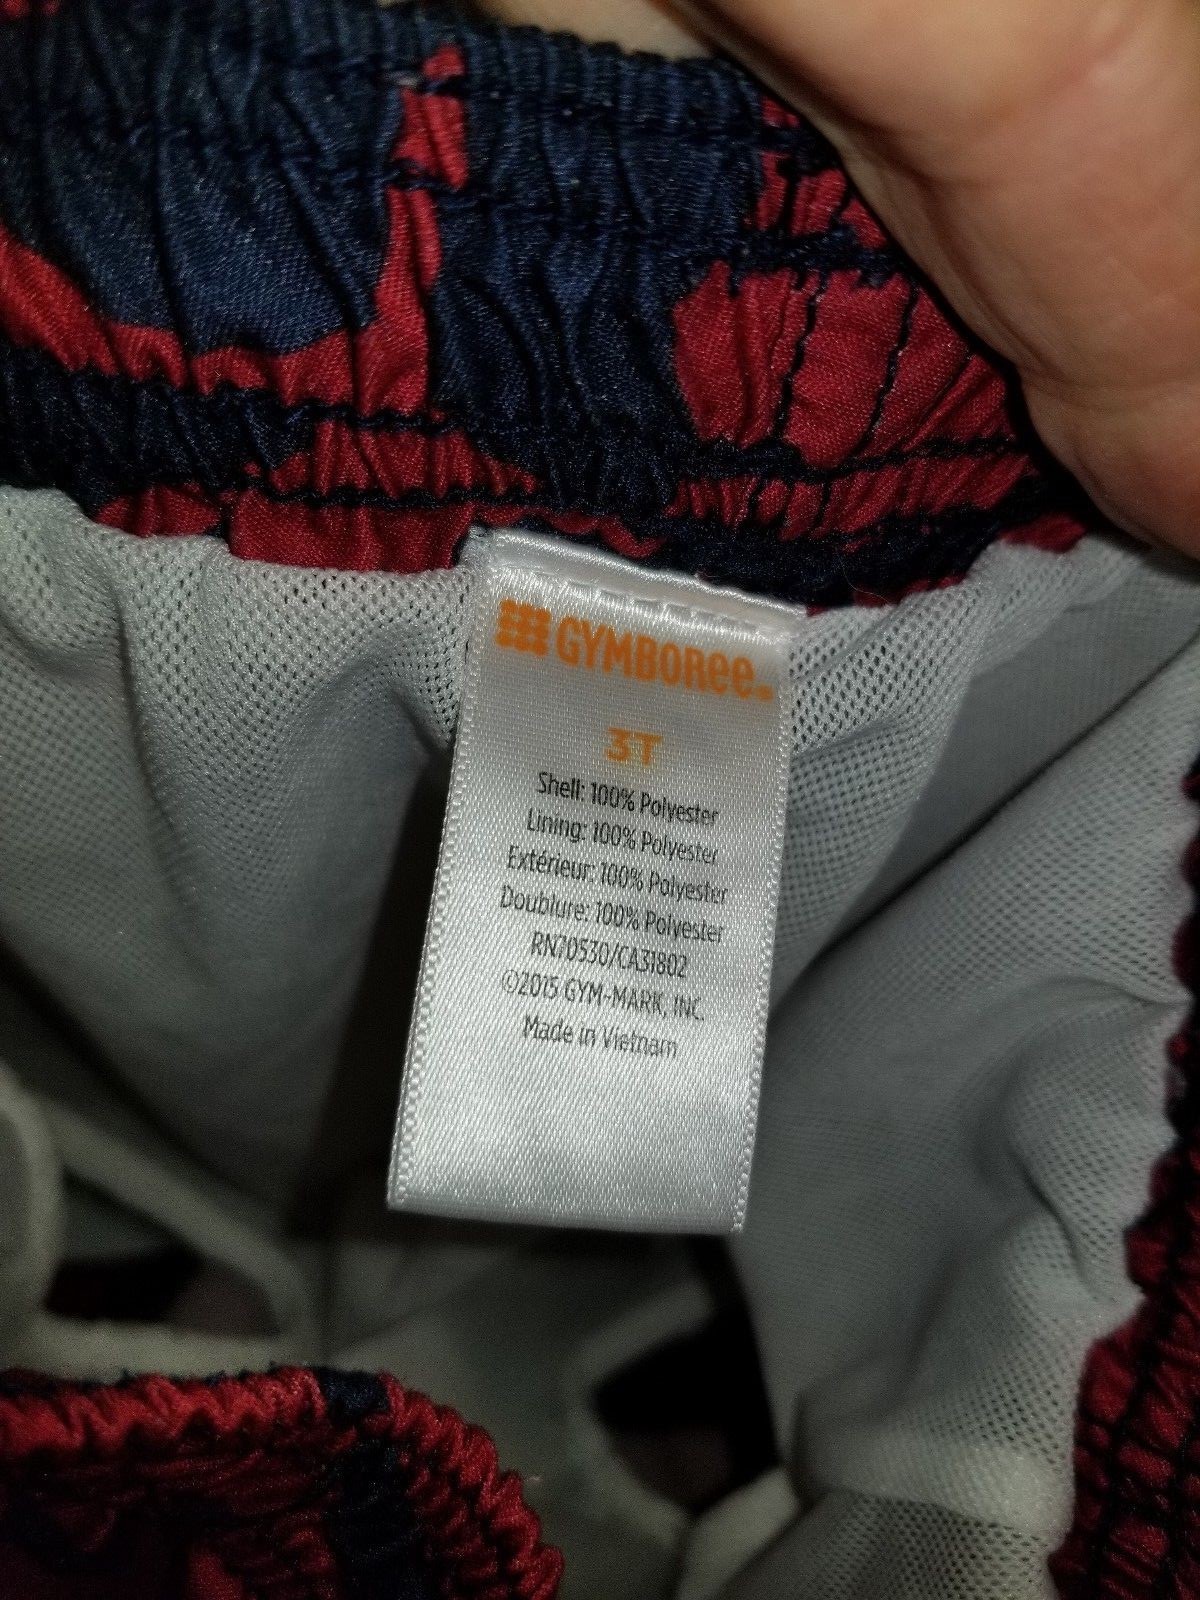 GYMBOREE
3T
Shell: 100% Polyester
Lining: 100% Polyester
Extérieur: 100% Polyester
Doublure: 100% Polyester
RN70530/CA31802
©2015 GYM-MARK, INC.
Made in Vietnam